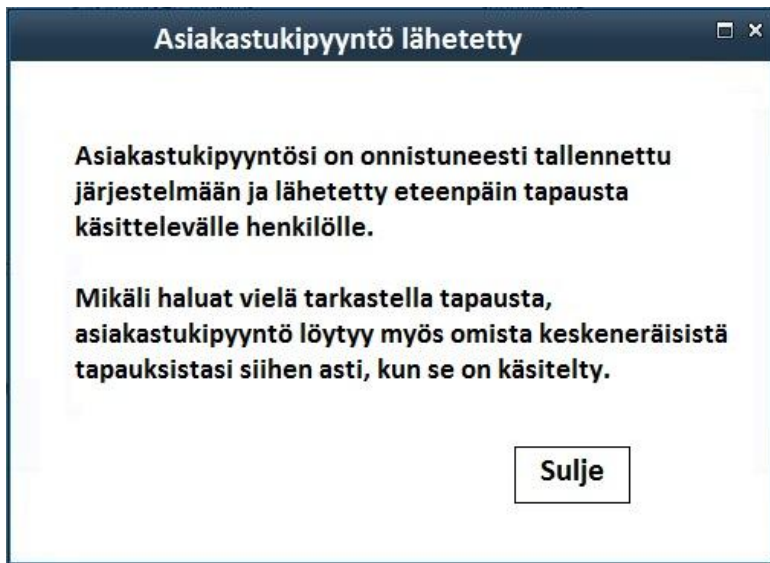 Asiakastukipyyntö lähetetty
Asiakastukipyyntösi on onnistuneesti tallennettu
järjestelmään ja lähetetty eteenpäin tapausta
käsittelevälle henkilölle.
Mikäli haluat vielä tarkastella tapausta,
asiakastukipyyntö löytyy myös omista keskeneräisistä
tapauksistasi siihen asti, kun se on käsitelty.
Sulje